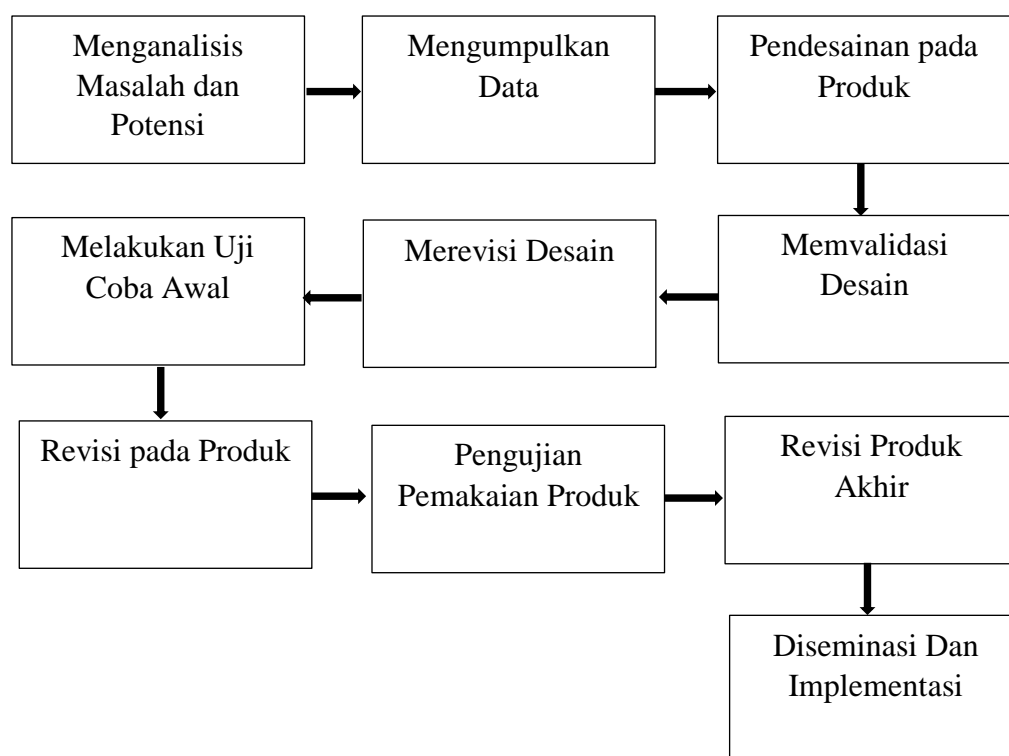 Menganalisis
Masalah dan
Potensi
Mengumpulkan
Data
Pendesainan pada
Produk
Memvalidasi
Desain
Merevisi Desain
Melakukan Uji
Coba Awal
Revisi pada Produk
Pengujian
Pemakaian Produk
Revisi Produk
Akhir
Diseminasi Dan
Implementasi